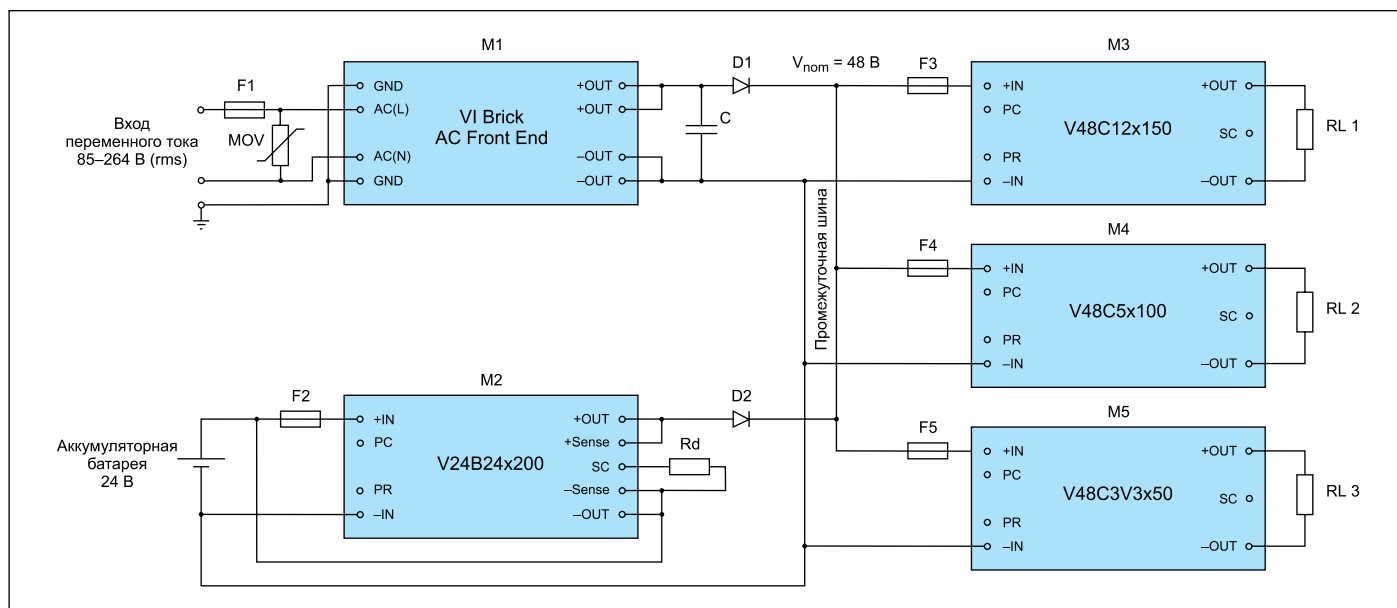 M1
F1
MOV
Вход
переменного тока
85–264 В (rms)
GND
AC(L)
AC(N)
GND
VI Brick
AC Front End
+OUT
+OUT
–OUT
–OUT
C
D1
Vnom = 48 В
Промежуточная шина
F3
M3
+IN
PC
PR
–IN
V48C12x150
+OUT
SC
–OUT
RL 1
F4
M4
+IN
PC
PR
–IN
V48C5x100
+OUT
SC
–OUT
RL 2
Аккумуляторная
батарея
24 В
F2
M2
+IN
PC
PR
–IN
V24B24x200
+OUT
+Sense
SC
–Sense
–OUT
Rd
D2
F5
M5
+IN
PC
PR
–IN
V48C3V3x50
+OUT
SC
–OUT
RL 3